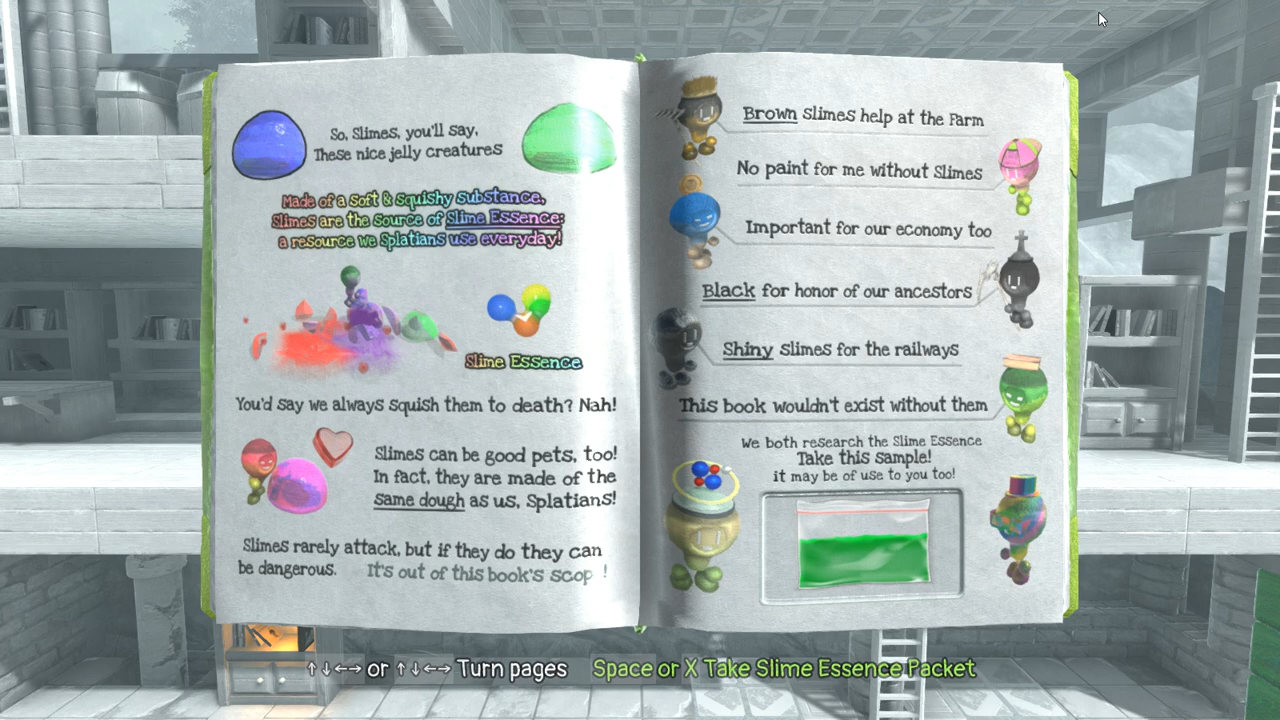 So, Slimes, you'll say,
These nice jelly creatures
Made of a soft & squishy substance,
Slimes are the source of Slime Essence:
a resource we Splatians use everyday!
Slime Essence
You'd say we always squish them to death? Nah!
Slimes can be good pets, too!
In fact, they are made of the
same dough as us, Splatians!
Slimes rarely attack, but if they do they can
be dangerous. It's out of this book's scop !
Brown slimes help at the Farm
No paint for me without Slimes
Important for our economy too
Black for honor of our ancestors
Shiny slimes for the railways
This book wouldn't exist without them
We both research the Slime Essence
Take this sample!
it may be of use to you too!
↑↓←→ or ↑↓←→ Turn pages Space or X Take Slime Essence Packet